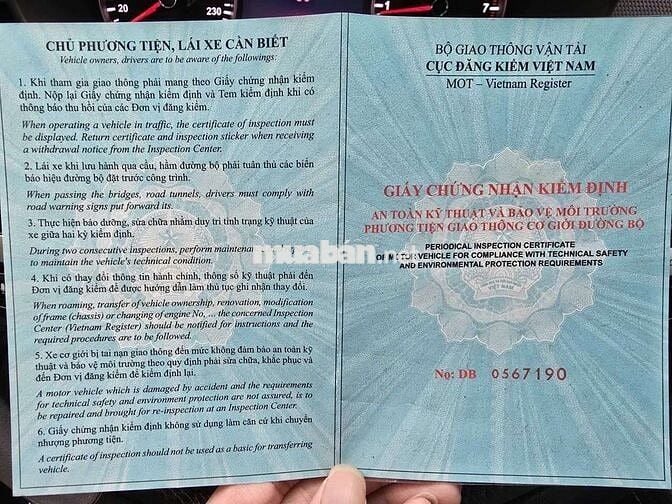 CHỦ PHƯƠNG TIỆN, LÁI XE CẦN BIẾT
Vehicle owners, drivers are to be aware of the followings:
1. Khi tham gia giao thông phải mang theo Giấy chứng nhận kiểm
định. Nộp lại Giấy chứng nhận kiểm định và Tem kiểm định khi có
thông báo thu hồi của các Đơn vị đăng kiểm.
When operating a vehicle in traffic, the certificate of inspection must
be displayed. Return certificate and inspection sticker when receiving
a withdrawal notice from the Inspection Center.
2. Lái xe khi lưu hành qua cầu, hầm đường bộ phải tuân thủ các biển
báo hiệu đường bộ đặt trước công trình.
When passing the bridges, road tunnels, drivers must comply with
road warning signs put forward its.
3. Thực hiện bảo dưỡng, sửa chữa nhằm duy trì tình trạng kỹ thuật của
xe giữa hai kỳ kiểm định.
During two consecutive inspections, perform maintenan
to maintain the vehicle's technical condition.
4. Khi có thay đổi thông tin hành chính, thông số kỹ thuật phải đến
Đơn vị đăng kiểm để được hướng dẫn làm thủ tục ghi nhận thay đổi.
When roaming, transfer of vehicle ownership, renovation, modification
of frame (chassis) or changing of engine No, ... the concerned Inspection
Center (Vietnam Register) should be notified for instructions and the
required procedures are to be followed.
5. Xe cơ giới bị tai nạn giao thông đến mức không đảm bảo an toàn kỹ
thuật và bảo vệ môi trường theo quy định phải sửa chữa, khắc phục và
đến Đơn vị đăng kiểm để kiểm định lại.
A motor vehicle which is damaged by accident and the requirements
for technical safety and environment protection are not assured, is to
be repaired and brought for re-inspection at an Inspection Center.
6. Giấy chứng nhận kiểm định không sử dụng làm căn cứ khi chuyển
nhượng phương tiện.
A certificate of inspection should not be used as a basic for transferring
vehicle.
BỘ GIAO THÔNG VẬN TẢI
CỤC ĐĂNG KIỂM VIỆT NAM
MOT – Vietnam Register
GIẤY CHỨNG NHẬN KIỂM ĐỊNH
AN TOÀN KỸ THUẬT VÀ BẢO VỆ MÔI TRƯỜNG
PHƯƠNG TIỆN GIAO THÔNG CƠ GIỚI ĐƯỜNG BỘ
PERIODICAL INSPECTION CERTIFICATE
OF MOTOR VEHICLE FOR COMPLIANCE WITH TECHNICAL SAFETY
AND ENVIRONMENTAL PROTECTION REQUIREMENTS
VIỆT NAM
No: DB 0567190
muaban
1
7